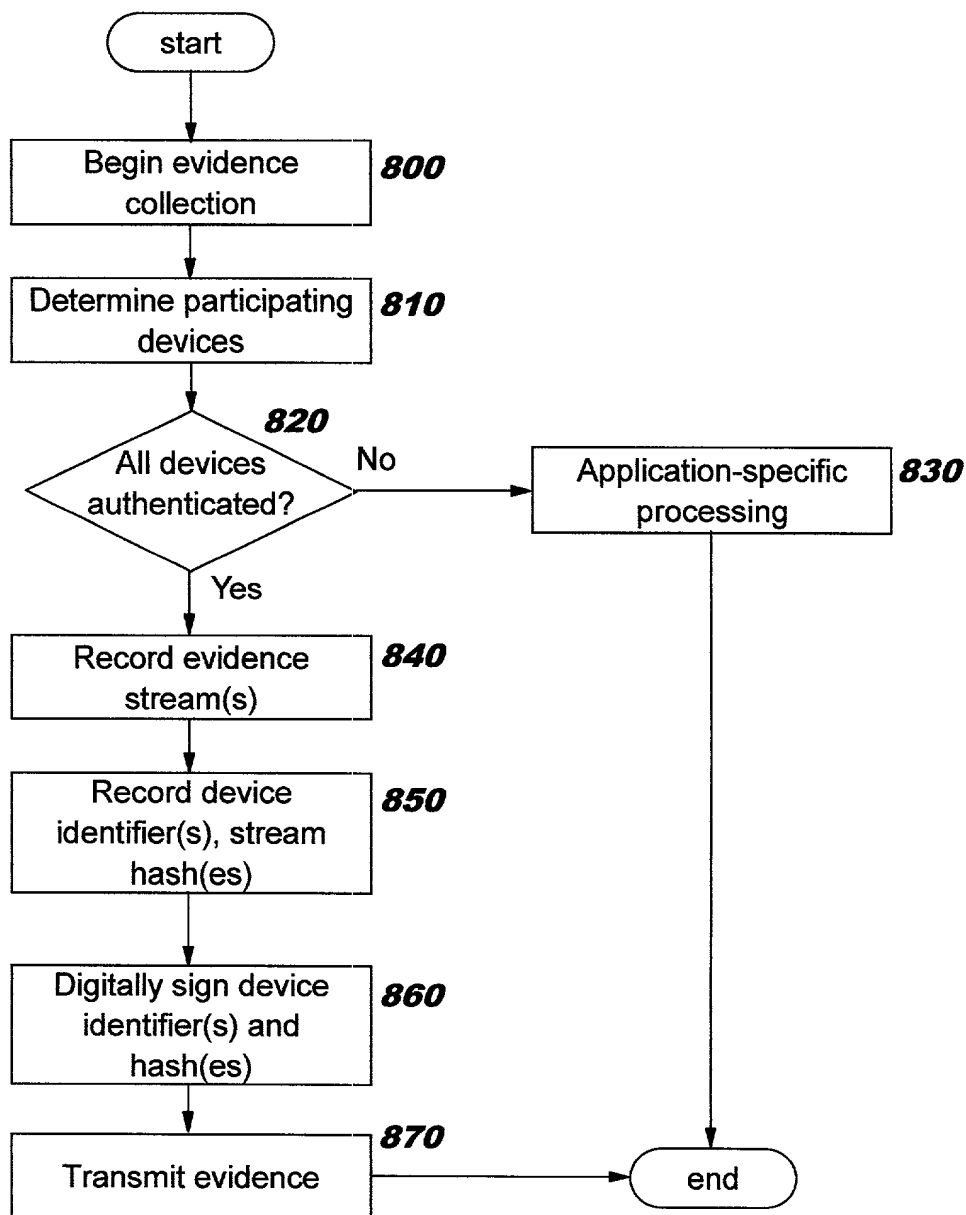 start
Begin evidence
collection
800
Determine participating
devices
810
820
All devices
authenticated?
No
Yes
Application-specific
processing
830
Record evidence
stream(s)
840
Record device
identifier(s), stream
hash(es)
850
Digitally sign device
identifier(s) and
hash(es)
860
Transmit evidence
870
end